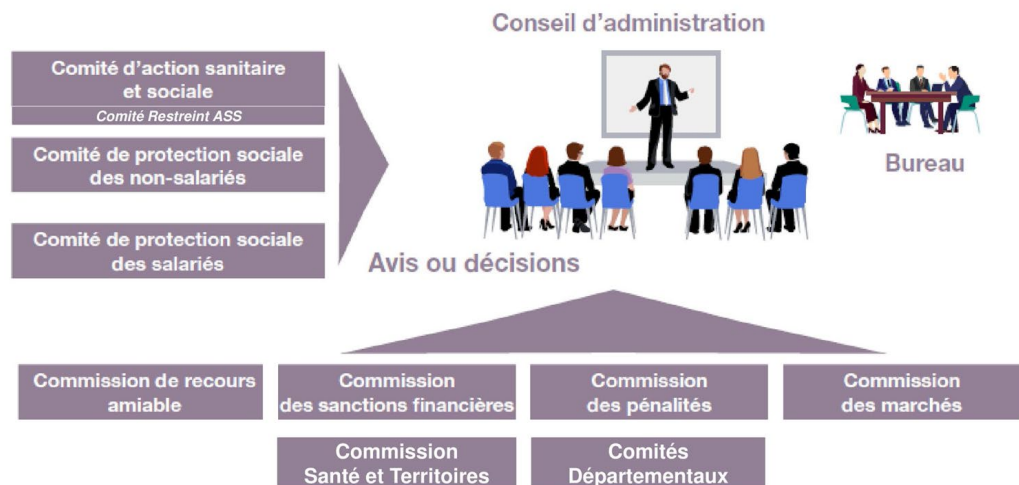 Conseil d'administration
Comité d'action sanitaire
et sociale
Comité Restreint ASS
Comité de protection sociale
des non-salariés
Comité de protection sociale
des salariés
Bureau
Avis ou décisions
Commission de recours
amiable
Commission
des sanctions financières
Commission
des pénalités
Commission
des marchés
Commission
Santé et Territoires
Comités
Départementaux